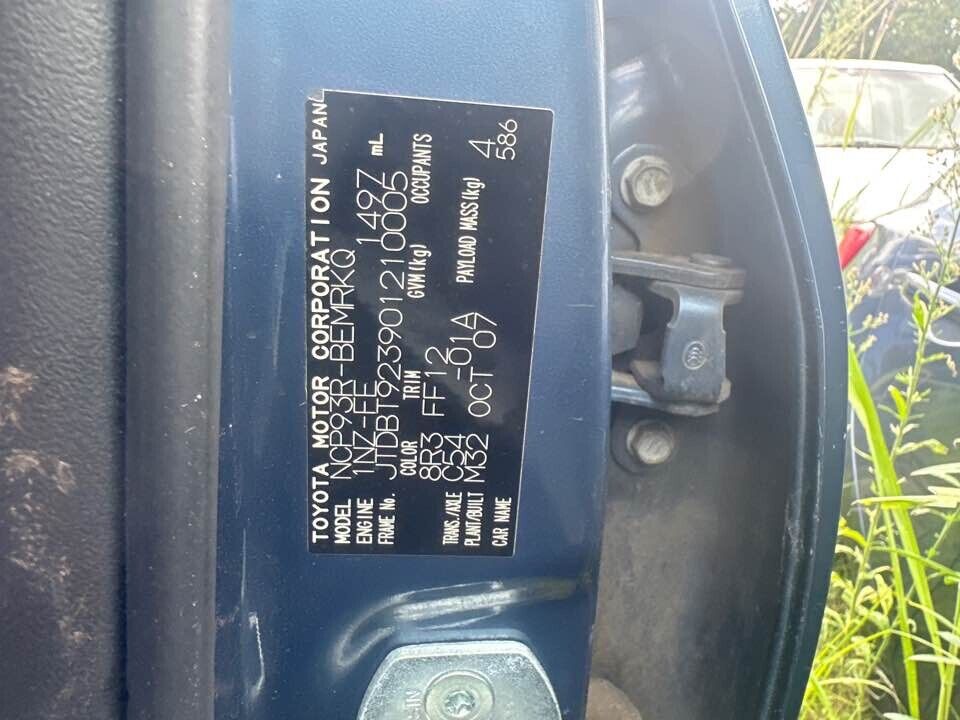 TOYOTA MOTOR CORPORATION JAPAN
MODEL NCP93R-BEMRKQ
ENGINE 1NZ-FE 1497 mL
FRAME No. JTDBT923901210005
COLOR TRIM GVM(kg) OCCUPANTS
8R3 FF12
TRANS./AXLE C54 -01A PAYLOAD MASS(kg) 4
PLANT/BUILT M32 OCT 07 586
CAR NAME